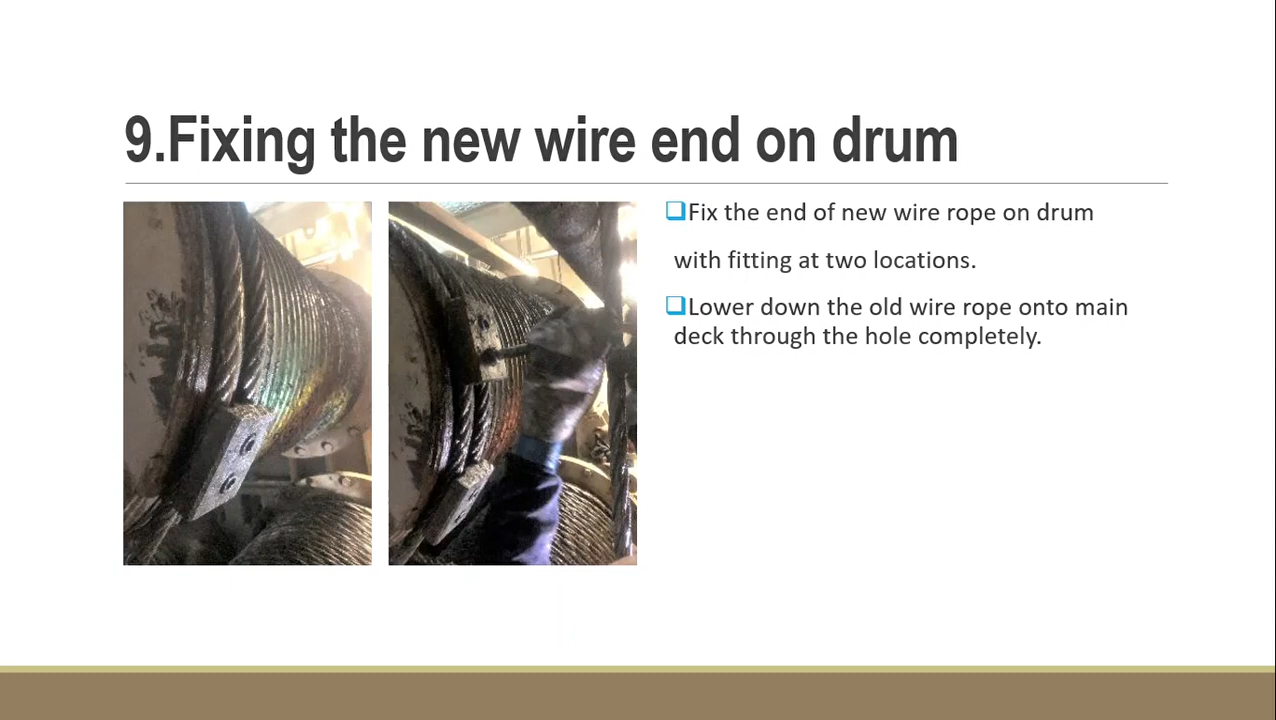 9.Fixing the new wire end on drum
❑Fix the end of new wire rope on drum
with fitting at two locations.
❑Lower down the old wire rope onto main
deck through the hole completely.